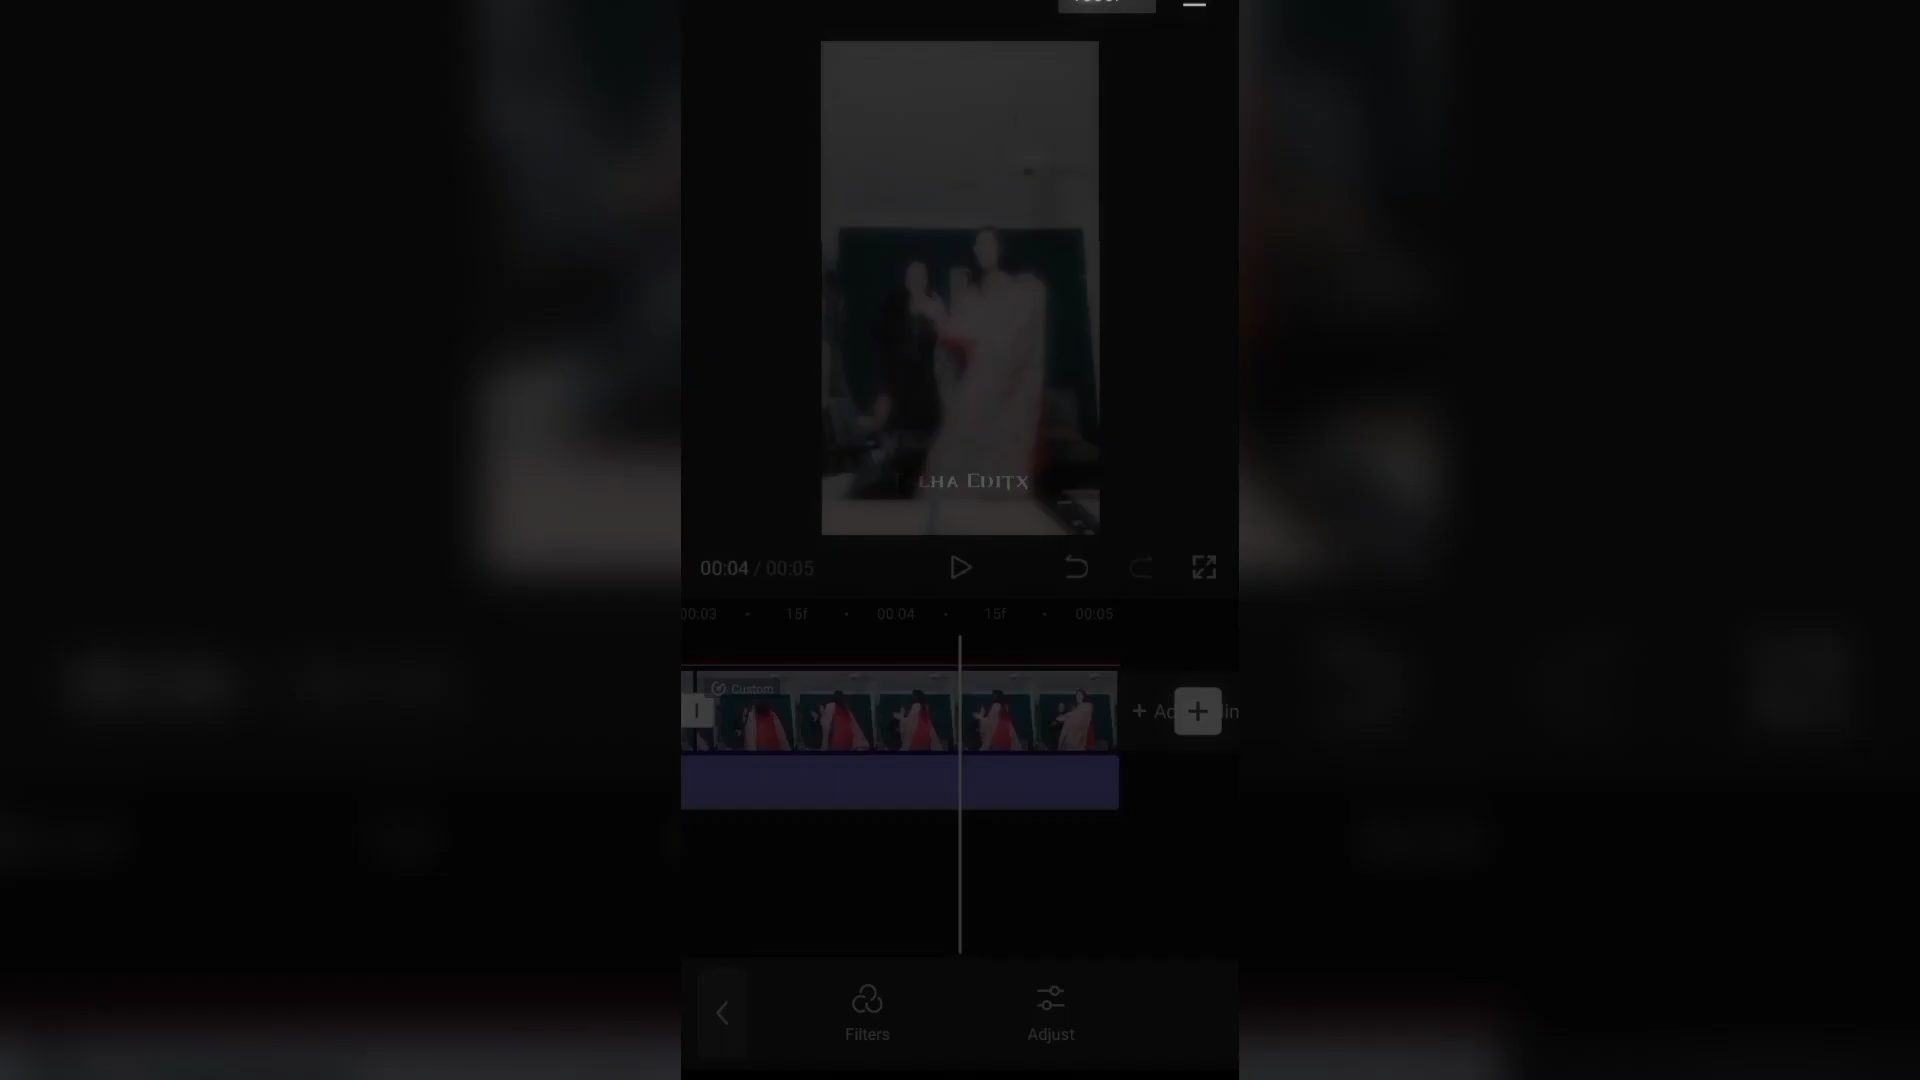 LHA EDITX
00:04 / 00:05
00:03 15f 00:04 15f 00:05
Custom
+
Filters Adjust